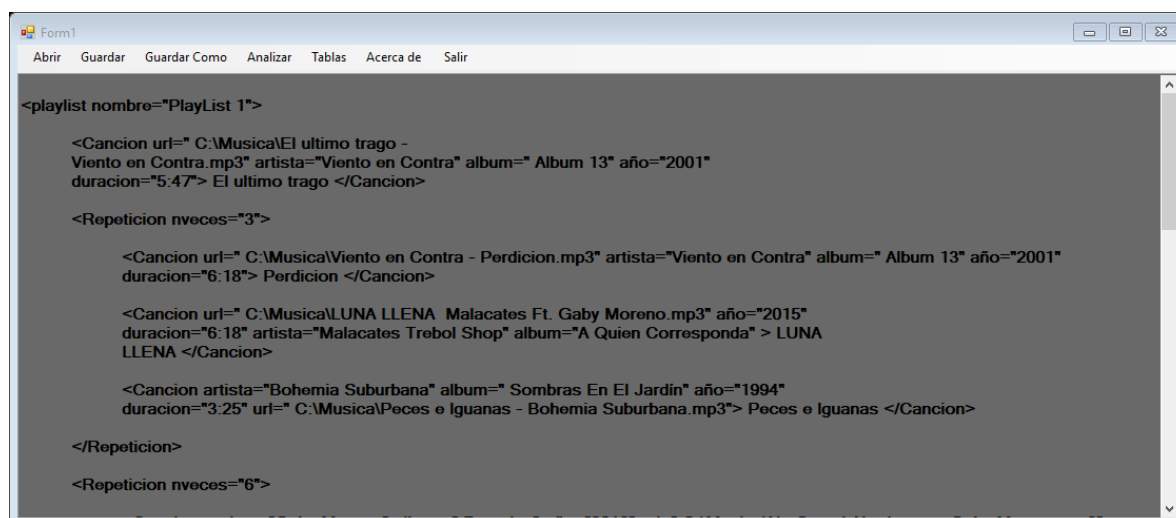 Form1
Abrir Guardar Guardar Como Analizar Tablas Acerca de Salir
<playlist nombre="PlayList 1">
<Cancion url=" C:\Musica\El ultimo trago -
Viento en Contra.mp3" artista="Viento en Contra" album=" Album 13" año="2001"
duracion="5:47"> El ultimo trago </Cancion>
<Repeticion nveces="3">
<Cancion url=" C:\Musica\Viento en Contra - Perdicion.mp3" artista="Viento en Contra" album=" Album 13" año="2001"
duracion="6:18"> Perdicion </Cancion>
<Cancion url=" C:\Musica\LUNA LLENA  Malacates Ft. Gaby Moreno.mp3" año="2015"
duracion="6:18" artista="Malacates Trebol Shop" album="A Quien Corresponda" > LUNA
LLENA </Cancion>
<Cancion artista="Bohemia Suburbana" album=" Sombras En El Jardín" año="1994"
duracion="3:25" url=" C:\Musica\Peces e Iguanas - Bohemia Suburbana.mp3"> Peces e Iguanas </Cancion>
</Repeticion>
<Repeticion nveces="6">